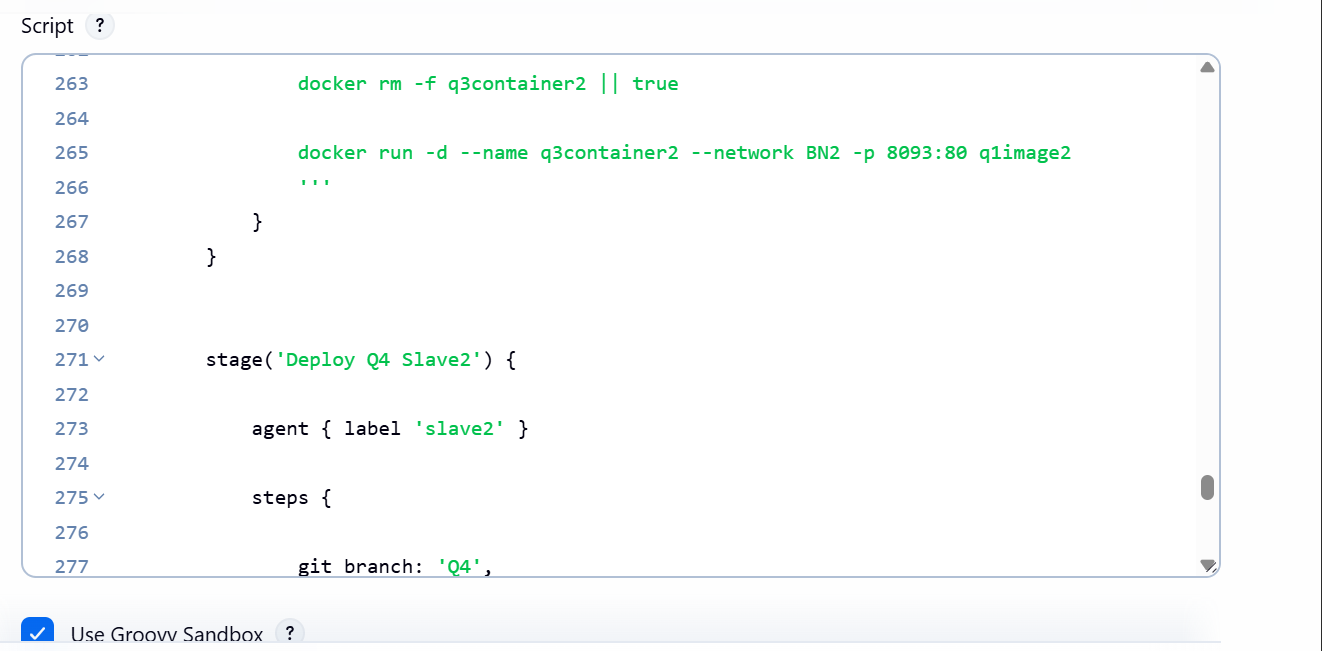 Script ?
263 docker rm -f q3container2 || true
264
265 docker run -d --name q3container2 --network BN2 -p 8093:80 q1image2
266 '''
267 }
268 }
269
270
271 stage('Deploy Q4 Slave2') {
272
273 agent { label 'slave2' }
274
275 steps {
276
277 git branch: 'Q4',
Use Groovy Sandbox ?